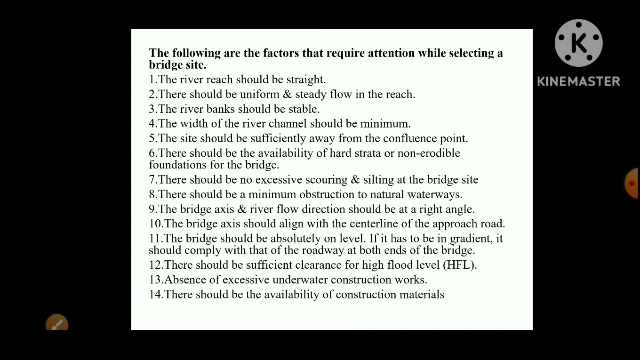 The following are the factors that require attention while selecting a
bridge site.
1.The river reach should be straight.
2.There should be uniform & steady flow in the reach.
3.The river banks should be stable.
4.The width of the river channel should be minimum.
5.The site should be sufficiently away from the confluence point.
6.There should be the availability of hard strata or non-erodible
foundations for the bridge.
7.There should be no excessive scouring & silting at the bridge site
8.There should be a minimum obstruction to natural waterways.
9.The bridge axis & river flow direction should be at a right angle.
10.The bridge axis should align with the centerline of the approach road.
11.The bridge should be absolutely on level. If it has to be in gradient, it
should comply with that of the roadway at both ends of the bridge.
12.There should be sufficient clearance for high flood level (HFL).
13.Absence of excessive underwater construction works.
14.There should be the availability of construction materials
K
KINEMASTER